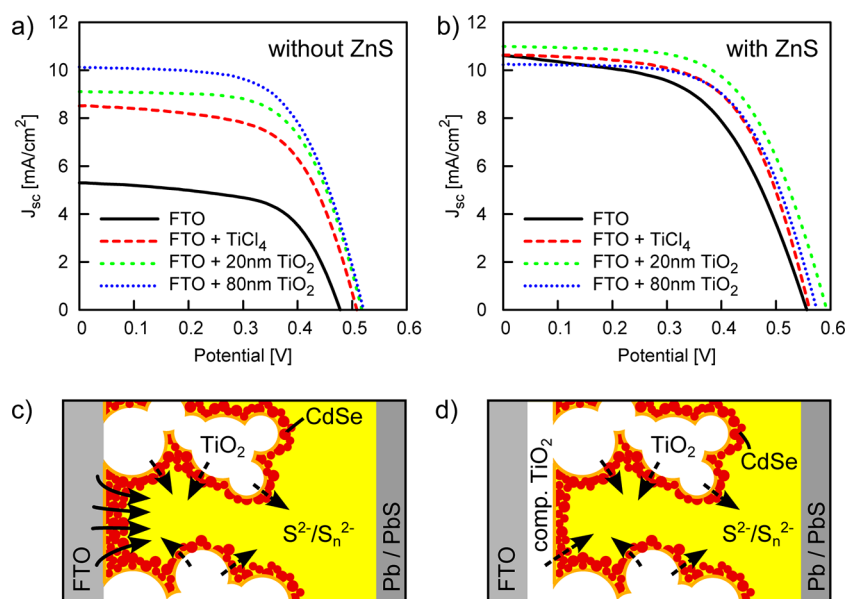 a)
without ZnS
J_sc [mA/cm²]
12
10
8
6
4
2
0
FTO
FTO + TiCl₄
FTO + 20nm TiO₂
FTO + 80nm TiO₂
0
0.1
0.2
0.3
0.4
0.5
0.6
Potential [V]
b)
with ZnS
J_sc [mA/cm²]
12
10
8
6
4
2
0
FTO
FTO + TiCl₄
FTO + 20nm TiO₂
FTO + 80nm TiO₂
0
0.1
0.2
0.3
0.4
0.5
0.6
Potential [V]
c)
CdSe
TiO₂
S²⁻/Sₙ²⁻
FTO
Pb / PbS
d)
comp. TiO₂
TiO₂
CdSe
S²⁻/Sₙ²⁻
FTO
Pb / PbS